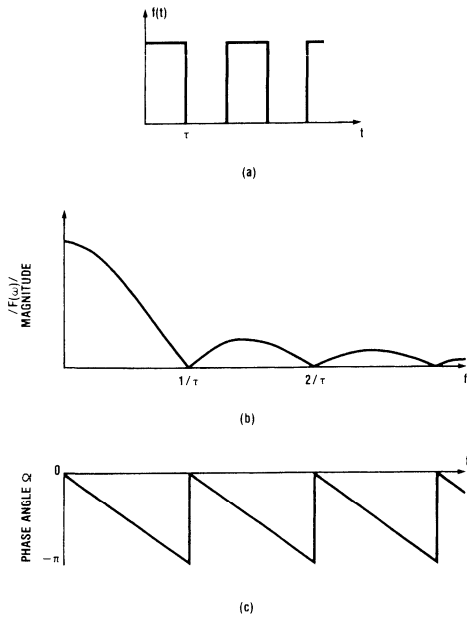 f(t)
τ
t
(a)
/F(ω)/
MAGNITUDE
1/τ
2/τ
f
(b)
PHASE ANGLE Q
0
-π
f
(c)